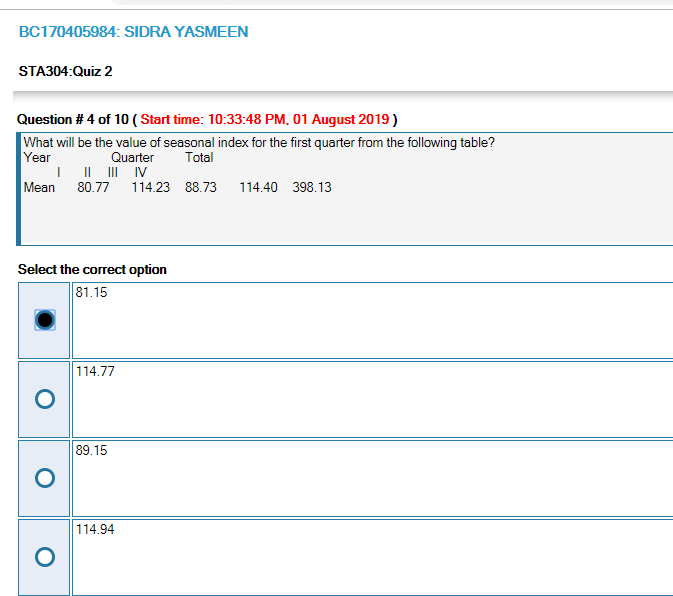 BC170405984: SIDRA YASMEEN
STA304:Quiz 2
Question # 4 of 10 ( Start time: 10:33:48 PM, 01 August 2019 )
What will be the value of seasonal index for the first quarter from the following table?
Year Quarter Total
I II III IV
Mean 80.77 114.23 88.73 114.40 398.13
Select the correct option
81.15
114.77
89.15
114.94